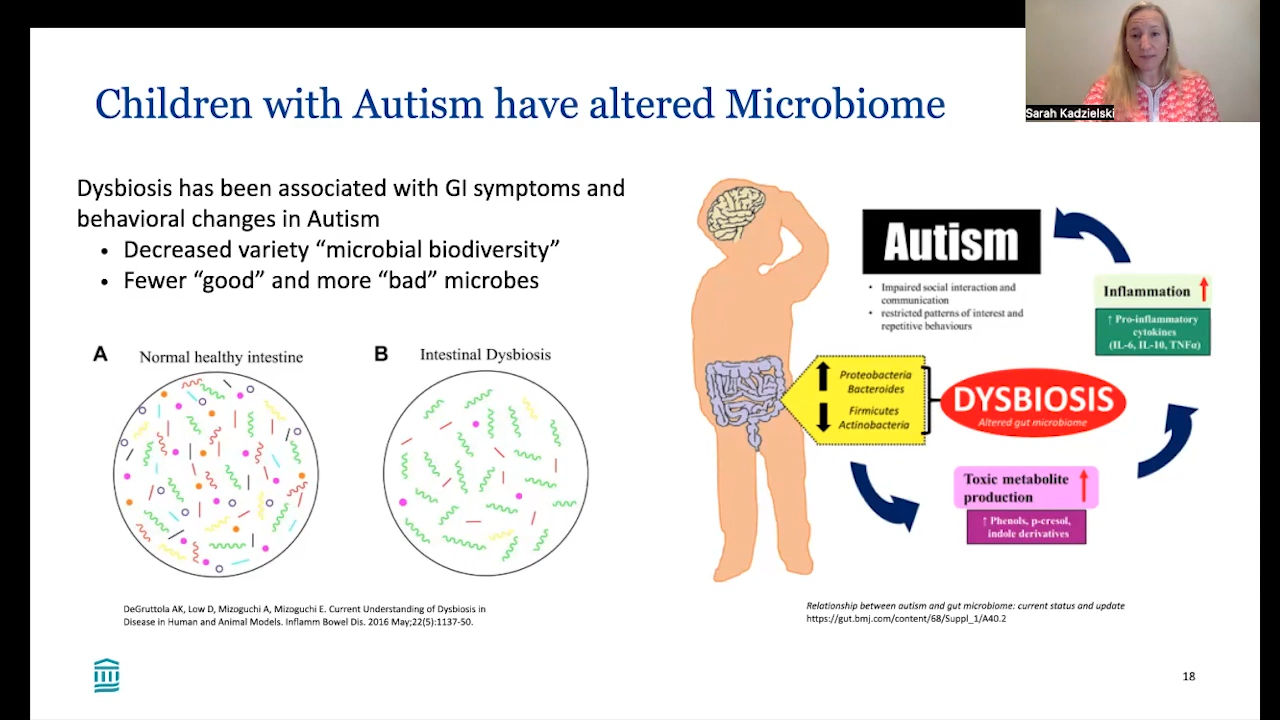 Children with Autism have altered Microbiome
Sarah Kadzielski
Dysbiosis has been associated with GI symptoms and
behavioral changes in Autism
• Decreased variety “microbial biodiversity”
• Fewer “good” and more “bad” microbes
A
Normal healthy intestine
B
Intestinal Dysbiosis
DeGruttola AK, Low D, Mizoguchi A, Mizoguchi E. Current Understanding of Dysbiosis in
Disease in Human and Animal Models. Inflamm Bowel Dis. 2016 May;22(5):1137-50.
Autism
• Impaired social interaction and
communication
• restricted patterns of interest and
repetitive behaviours
Inflammation ↑
↑ Pro-inflammatory
cytokines
(IL-6, IL-10, TNFα)
Proteobacteria
Bacteroides
Firmicutes
Actinobacteria
DYSBIOSIS
Altered gut microbiome
Toxic metabolite
production ↑
↑ Phenols, p-cresol,
indole derivatives
Relationship between autism and gut microbiome: current status and update
https://gut.bmj.com/content/68/Suppl_1/A40.2
18